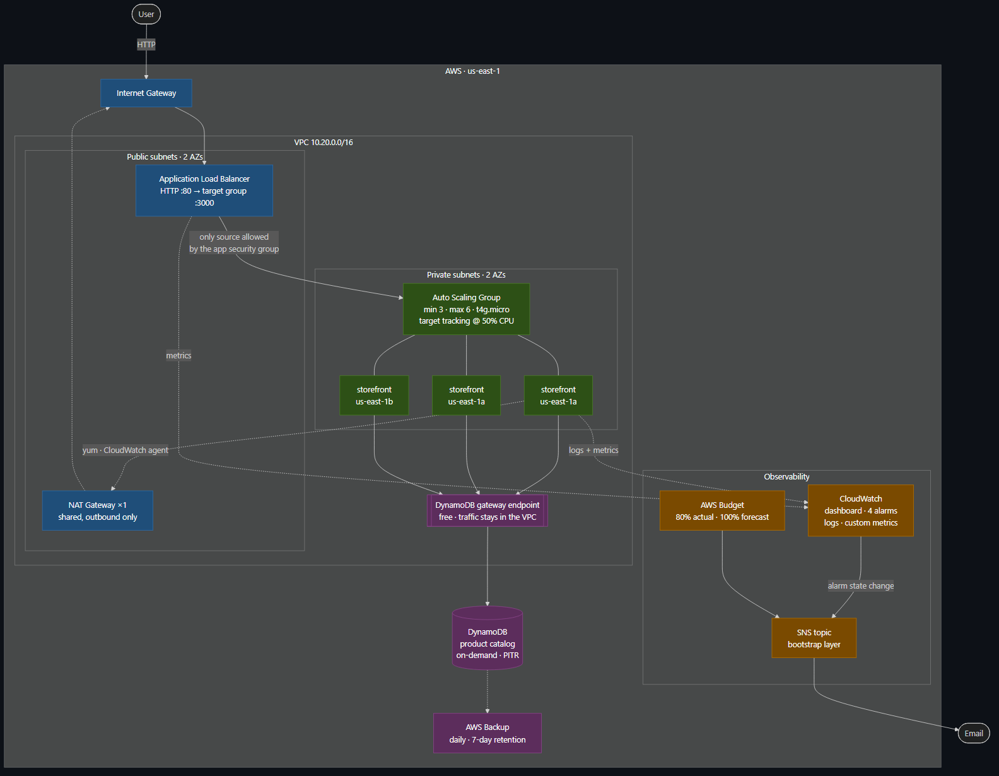 User
HTTP
AWS · us-east-1
Internet Gateway
VPC 10.20.0.0/16
Public subnets · 2 AZs
Application Load Balancer
HTTP :80 → target group
:3000
only source allowed
by the app security group
Private subnets · 2 AZs
Auto Scaling Group
min 3 · max 6 · t4g.micro
target tracking @ 50% CPU
metrics
storefront
us-east-1b
storefront
us-east-1a
storefront
us-east-1a
yum · CloudWatch agent
logs + metrics
Observability
NAT Gateway ×1
shared, outbound only
DynamoDB gateway endpoint
free · traffic stays in the VPC
AWS Budget
80% actual · 100% forecast
CloudWatch
dashboard · 4 alarms
logs · custom metrics
alarm state change
DynamoDB
product catalog
on-demand · PITR
SNS topic
bootstrap layer
AWS Backup
daily · 7-day retention
Email